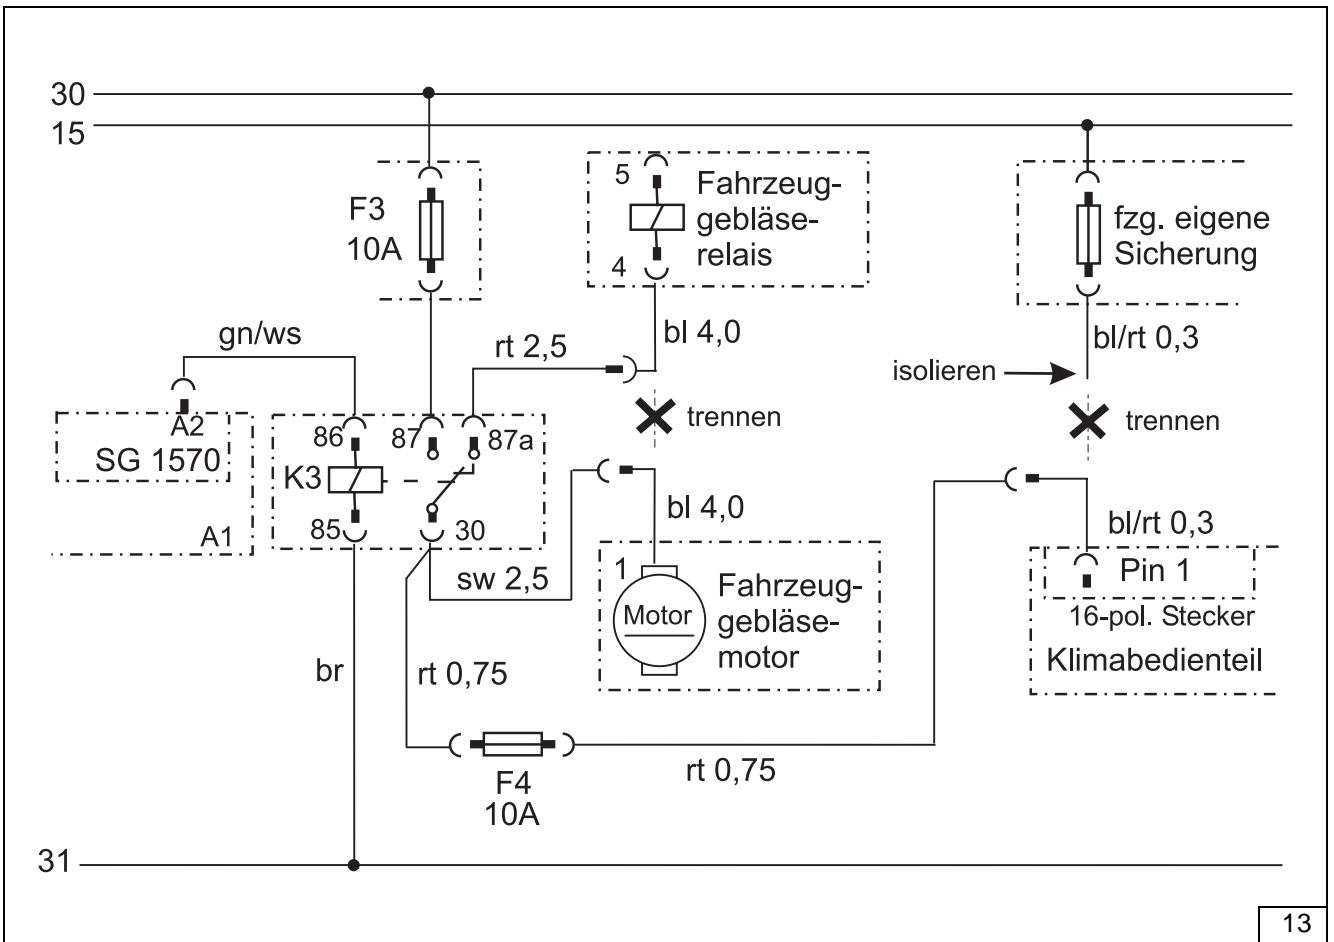 30
15
F3
10A
5
Fahrzeug-
gebläse-
relais
4
fzg. eigene
Sicherung
gn/ws
rt 2,5
bl 4,0
bl/rt 0,3
isolieren
trennen
trennen
A2
SG 1570
A1
86
87
87a
K3
85
30
sw 2,5
bl 4,0
bl/rt 0,3
1
Motor
Fahrzeug-
gebläse-
motor
Pin 1
16-pol. Stecker
Klimabedienteil
br
rt 0,75
F4
10A
rt 0,75
31
13